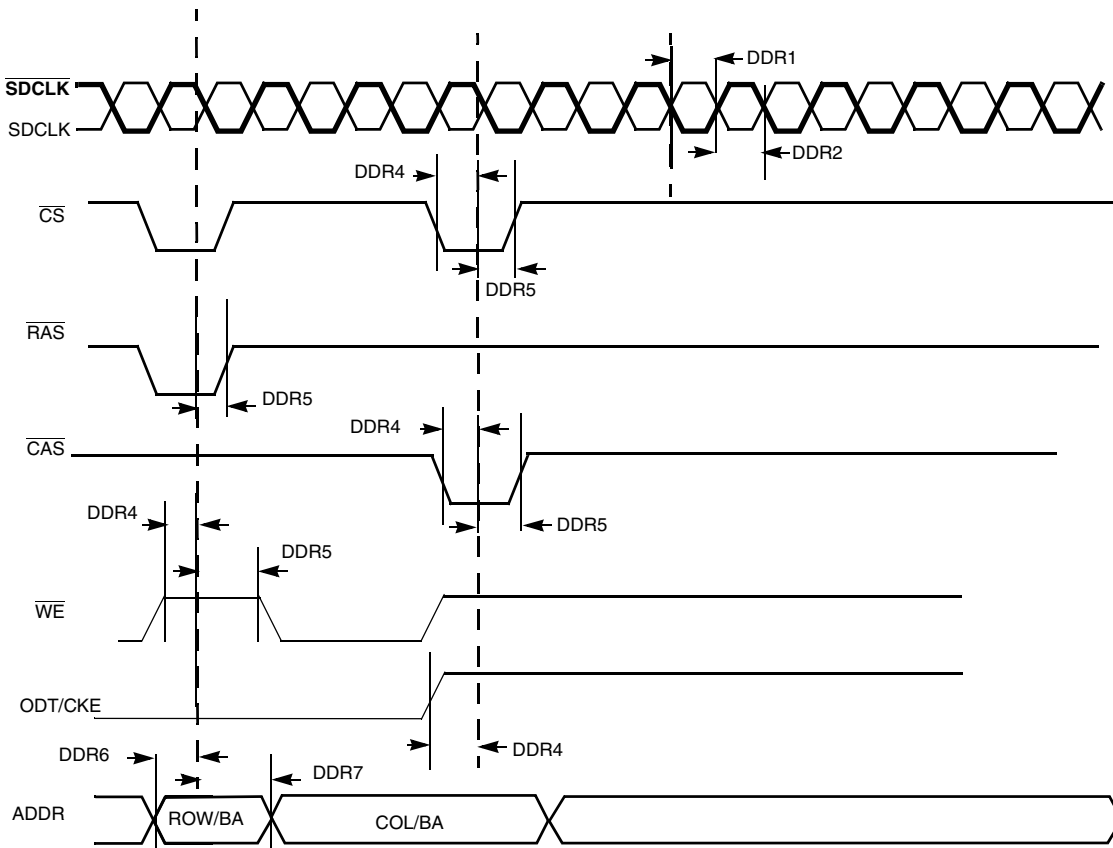 DDR1
SDCLK
SDCLK
DDR2
DDR4
CS
DDR5
RAS
DDR5
DDR4
CAS
DDR4
DDR5
DDR5
WE
ODT/CKE
DDR6
DDR4
DDR7
ADDR
ROW/BA
COL/BA